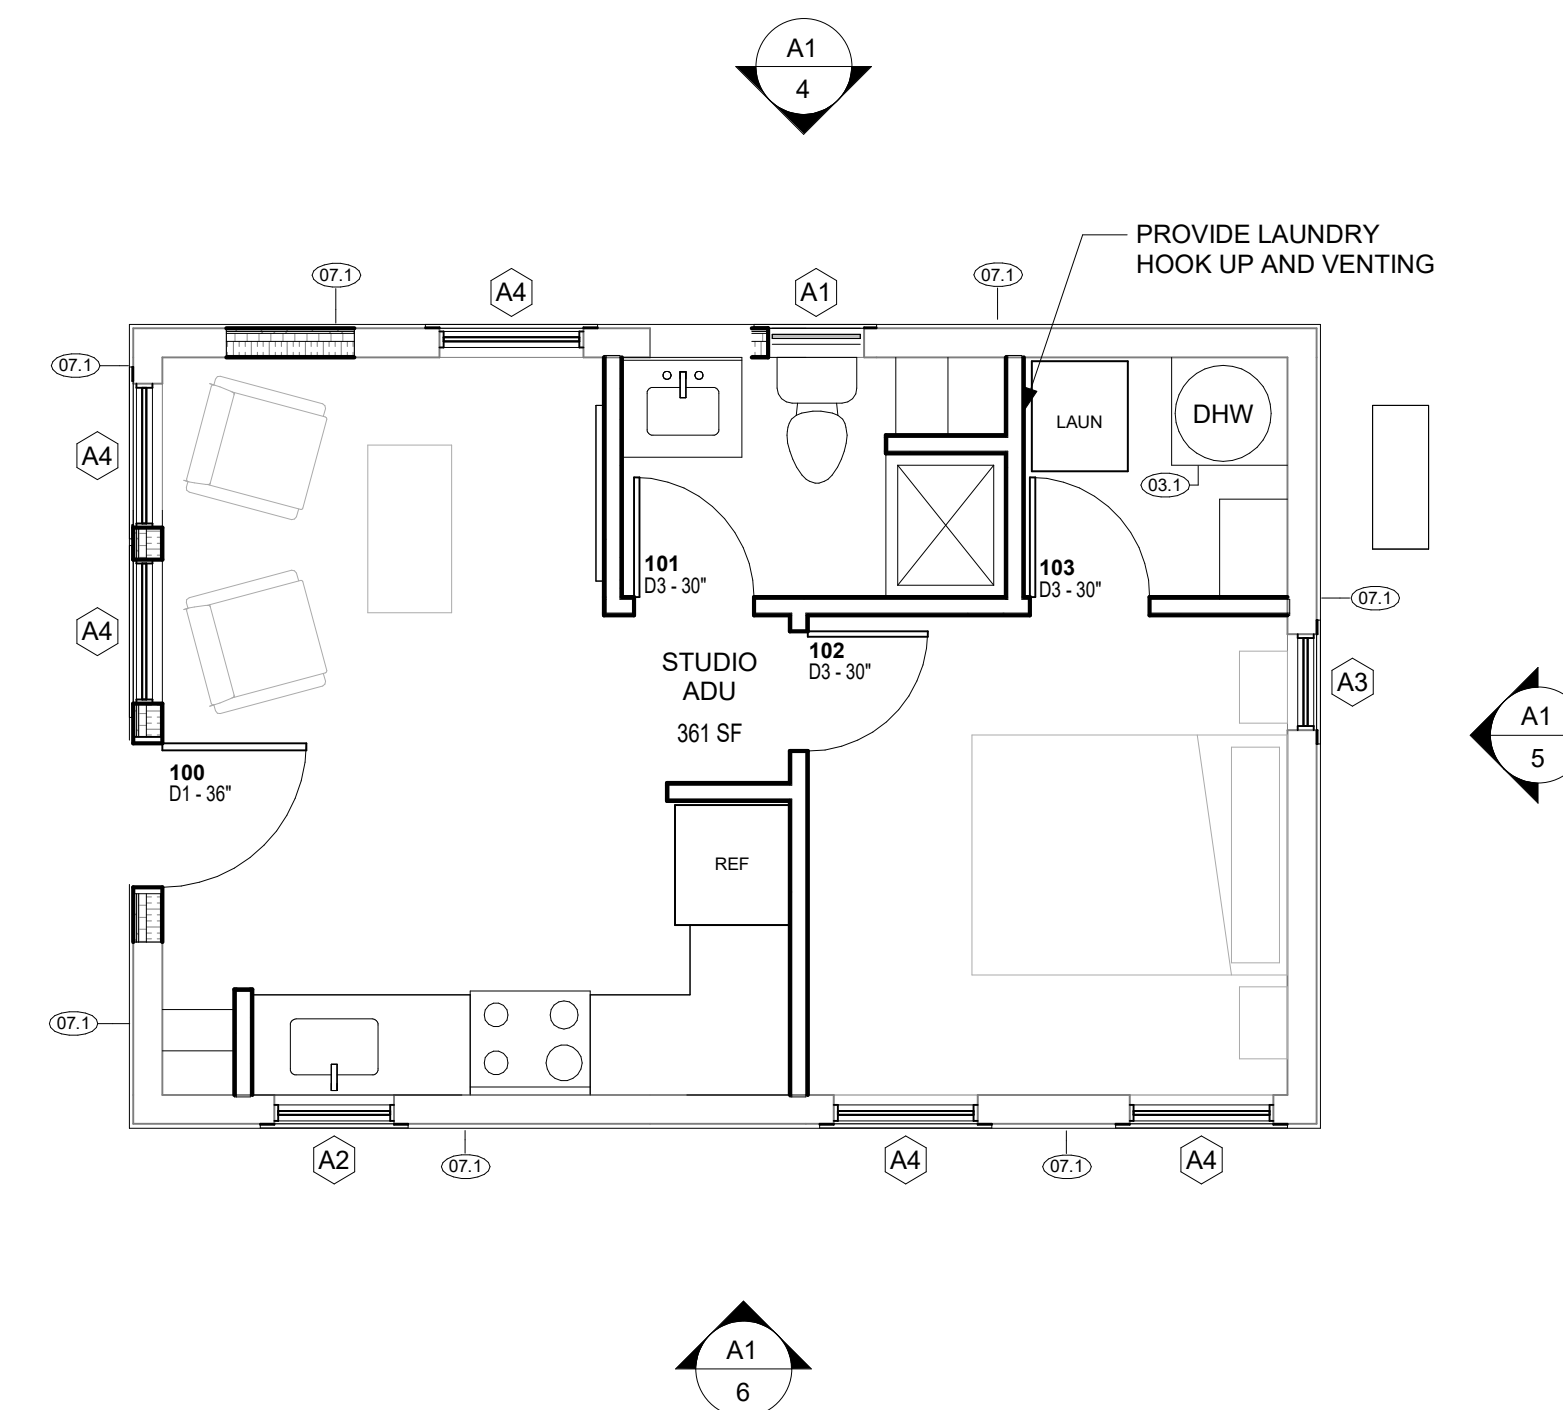 A1
4
PROVIDE LAUNDRY
HOOK UP AND VENTING
07.1
A4
A1
07.1
07.1
A4
LAUN
DHW
03.1
101
D3 - 30"
103
D3 - 30"
07.1
A4
STUDIO
ADU
361 SF
102
D3 - 30"
A3
A1
5
100
D1 - 36"
REF
07.1
A2
07.1
A4
07.1
A4
A1
6